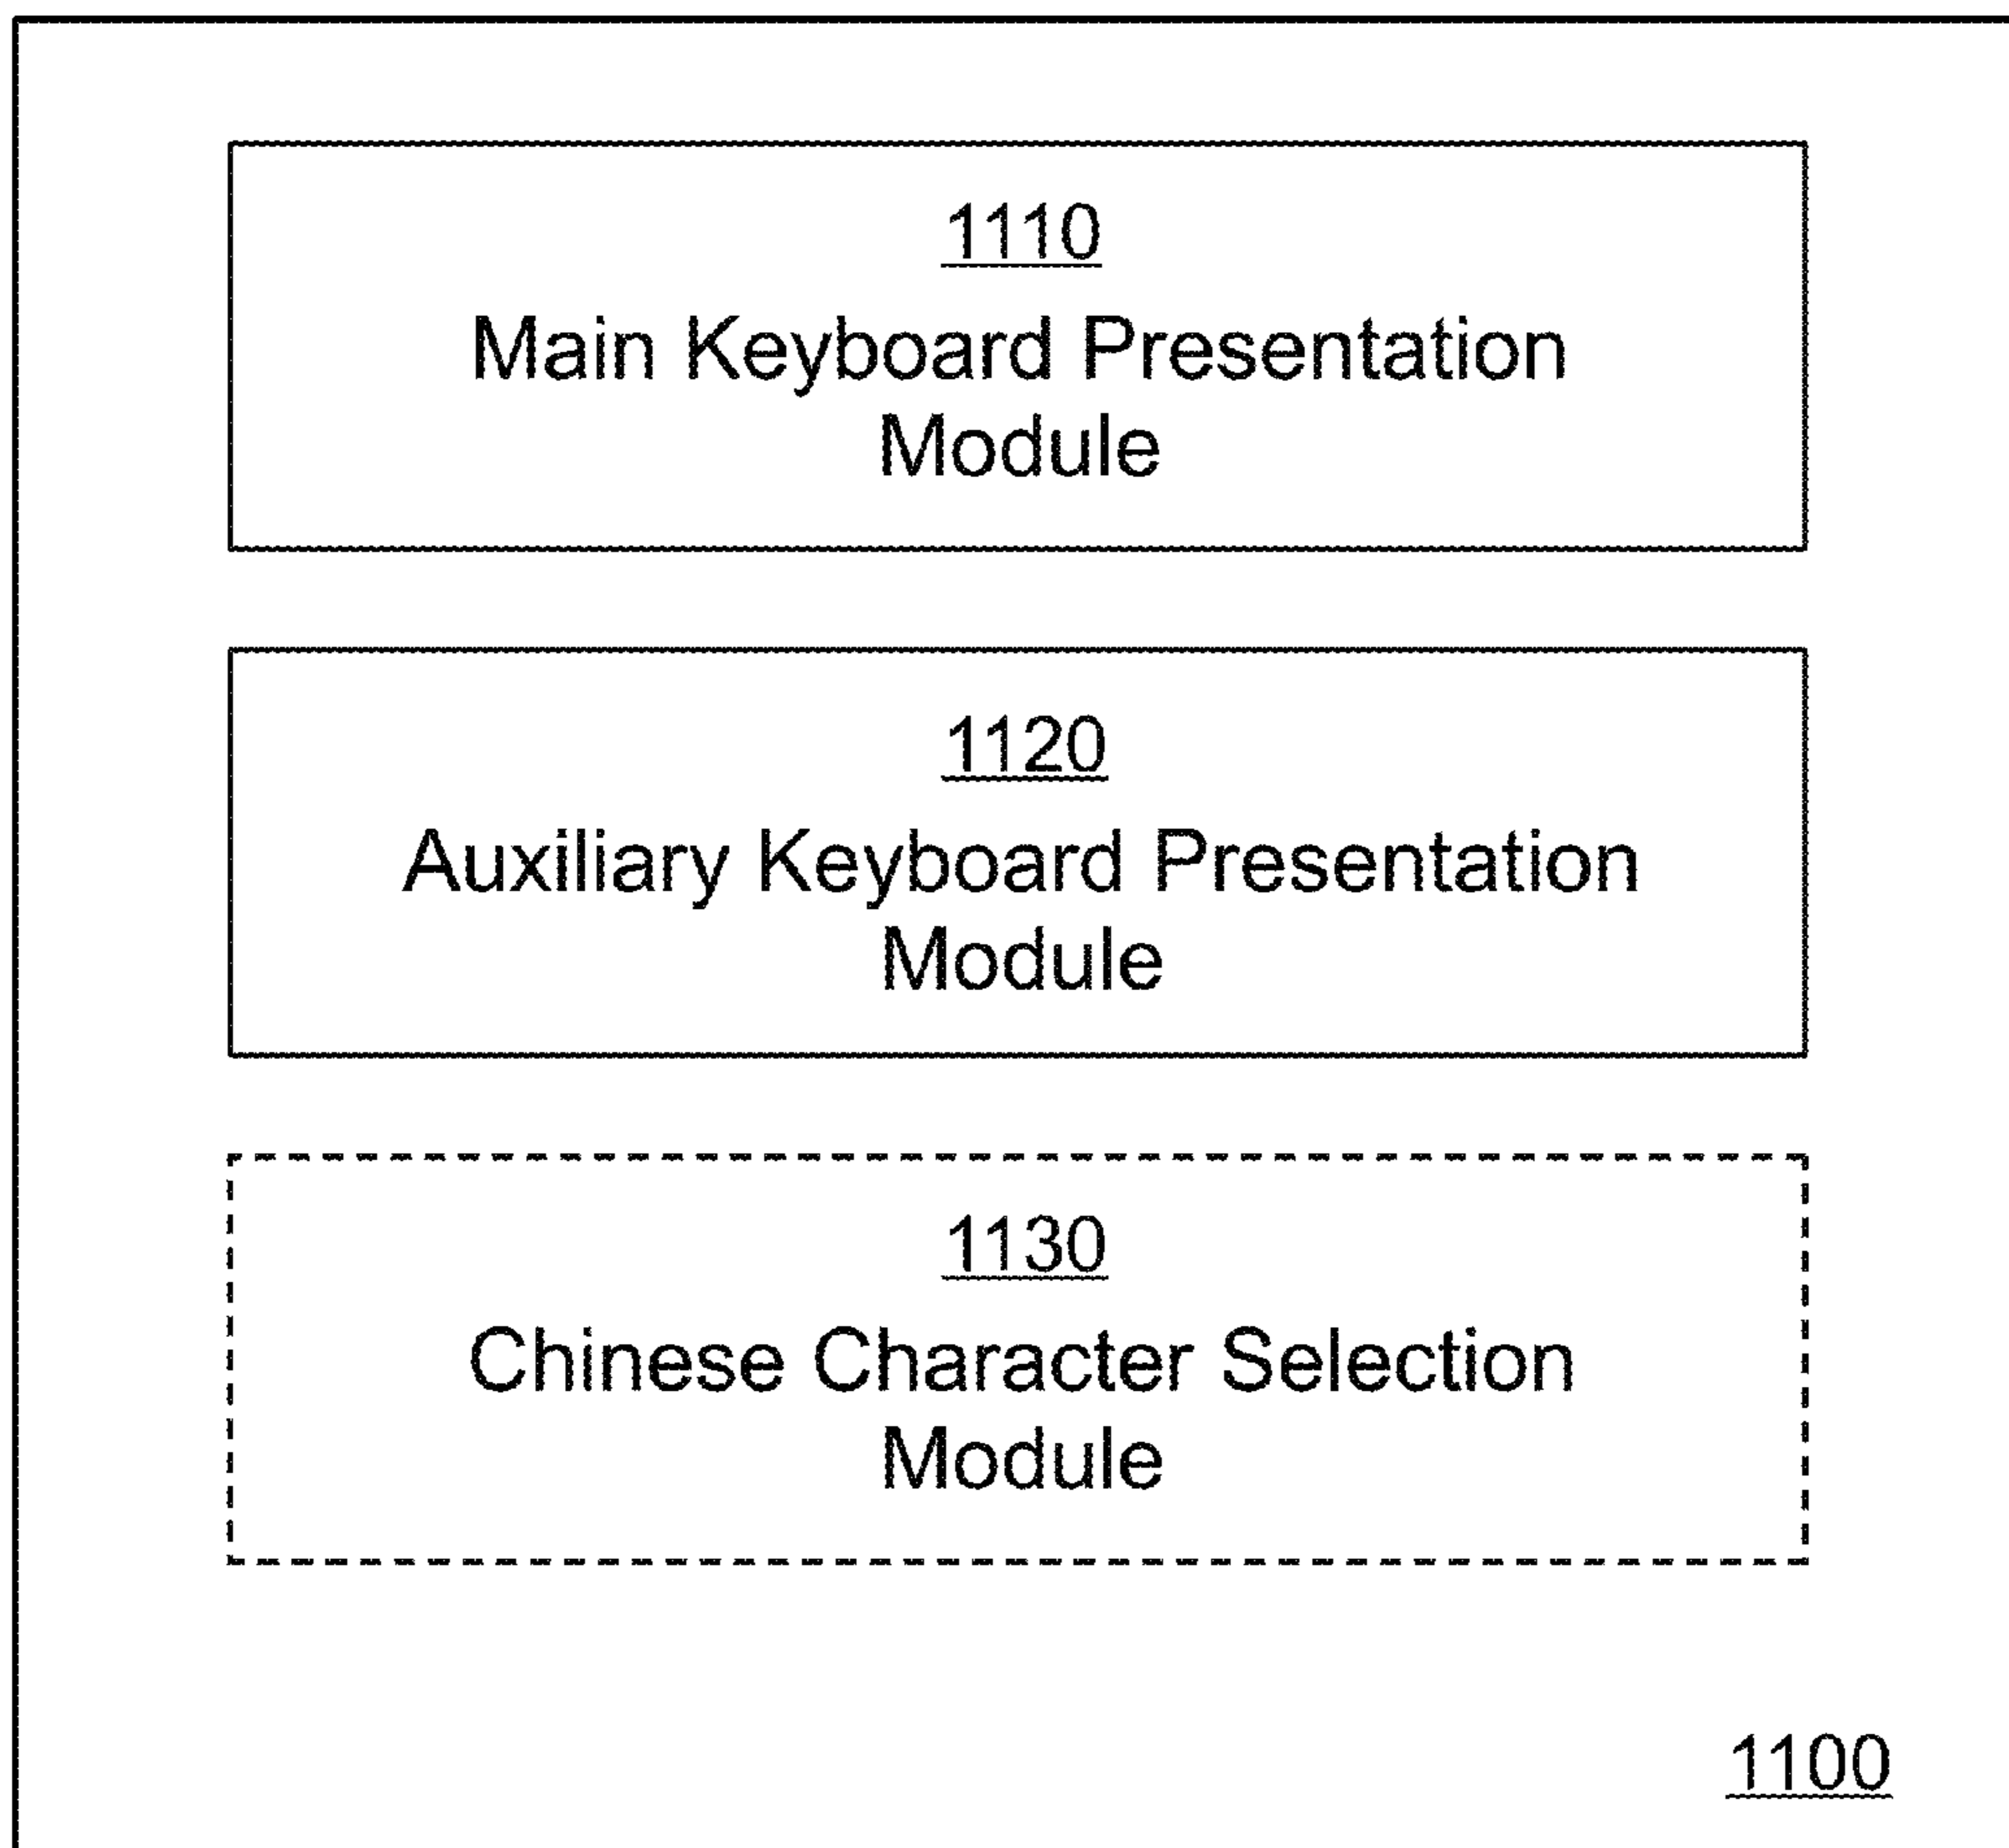 1110
Main Keyboard Presentation
Module
1120
Auxiliary Keyboard Presentation
Module
1130
Chinese Character Selection
Module
1100